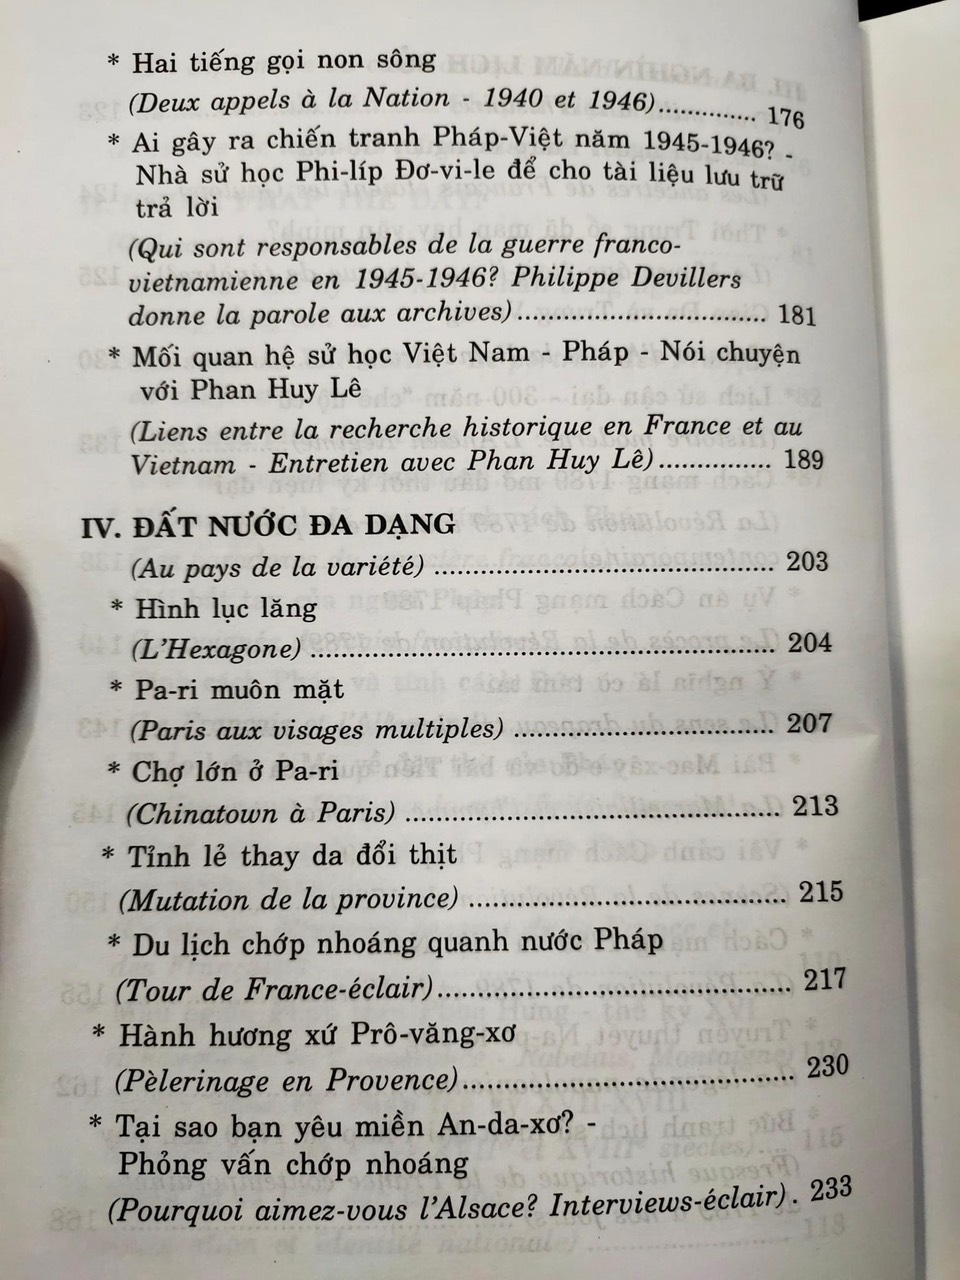 * Hai tiếng gọi non sông
(Deux appels à la Nation - 1940 et 1946).............. 176
* Ai gây ra chiến tranh Pháp-Việt năm 1945-1946? -
Nhà sử học Phi-líp Đơ-vi-le để cho tài liệu lưu trữ
trả lời
(Qui sont responsables de la guerre franco-
vietnamienne en 1945-1946? Philippe Devillers
donne la parole aux archives)................................... 181
* Mối quan hệ sử học Việt Nam - Pháp - Nói chuyện
với Phan Huy Lê
(Liens entre la recherche historique en France et au
Vietnam - Entretien avec Phan Huy Lê)................ 189
IV. ĐẤT NƯỚC ĐA DẠNG
(Au pays de la variété) ................................................ 203
* Hình lục lăng
(L'Hexagone) .................................................................. 204
* Pa-ri muôn mặt
(Paris aux visages multiples) ..................................... 207
* Chợ lớn ở Pa-ri
(Chinatown à Paris) ..................................................... 213
* Tỉnh lẻ thay da đổi thịt
(Mutation de la province) ............................................. 215
* Du lịch chớp nhoáng quanh nước Pháp
(Tour de France-éclair).................................................. 217
* Hành hương xứ Prô-văng-xơ
(Pèlerinage en Provence)............................................... 230
* Tại sao bạn yêu miền An-da-xơ? -
Phỏng vấn chớp nhoáng
(Pourquoi aimez-vous l'Alsace? Interviews-éclair) . 233